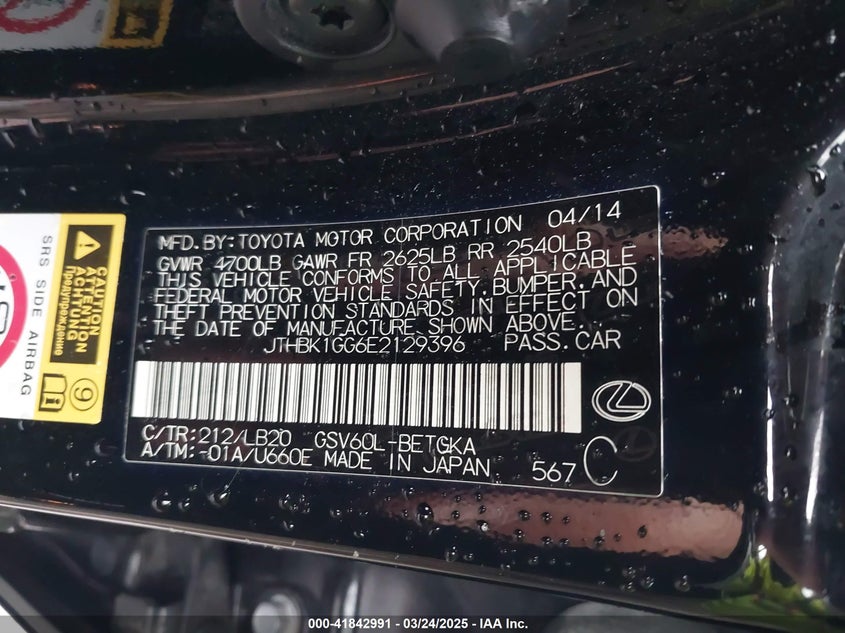 MFD.BY:TOYOTA MOTOR CORPORATION 04/14
GVWR 4700LB GAWR FR 2625LB RR 2540LB
THIS VEHICLE CONFORMS TO ALL APPLICABLE
FEDERAL MOTOR VEHICLE SAFETY,BUMPER,AND
THEFT PREVENTION STANDARDS IN EFFECT ON
THE DATE OF MANUFACTURE SHOWN ABOVE.
JTHBK1GG6E2129396 PASS.CAR
C/TR:212/LB20 GSV60L-BETGKA
A/TM:-01A/U660E MADE IN JAPAN 567 C
SRS SIDE AIRBAG
CAUTION
ATTENTION
ACHTUNG
Предупреждение
9
000-41842991 - 03/24/2025 - IAA Inc.